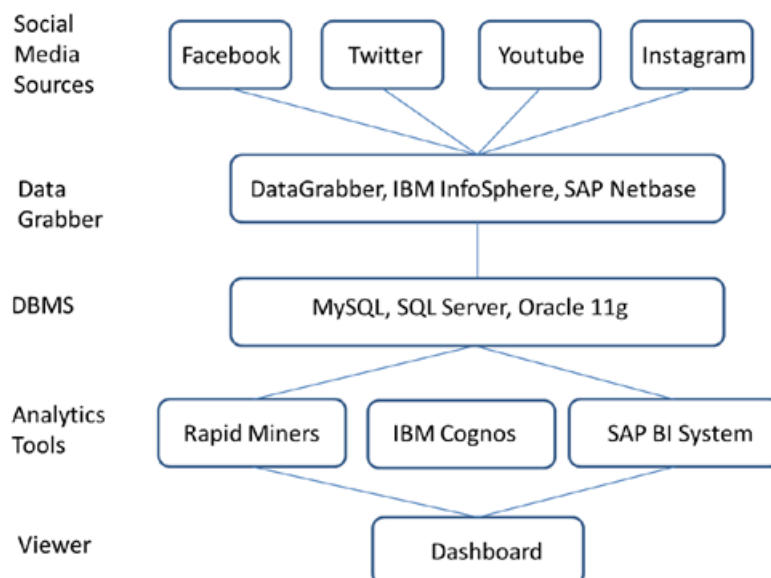 Social
Media
Sources
Facebook
Twitter
Youtube
Instagram
Data
Grabber
DataGrabber, IBM InfoSphere, SAP Netbase
DBMS
MySQL, SQL Server, Oracle 11g
Analytics
Tools
Rapid Miners
IBM Cognos
SAP BI System
Viewer
Dashboard